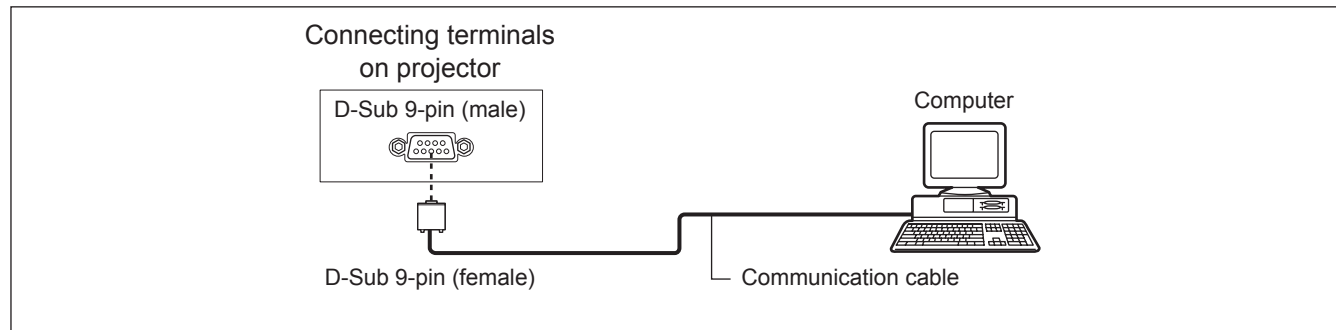 Connecting terminals
on projector
D-Sub 9-pin (male)
Computer
D-Sub 9-pin (female)
Communication cable